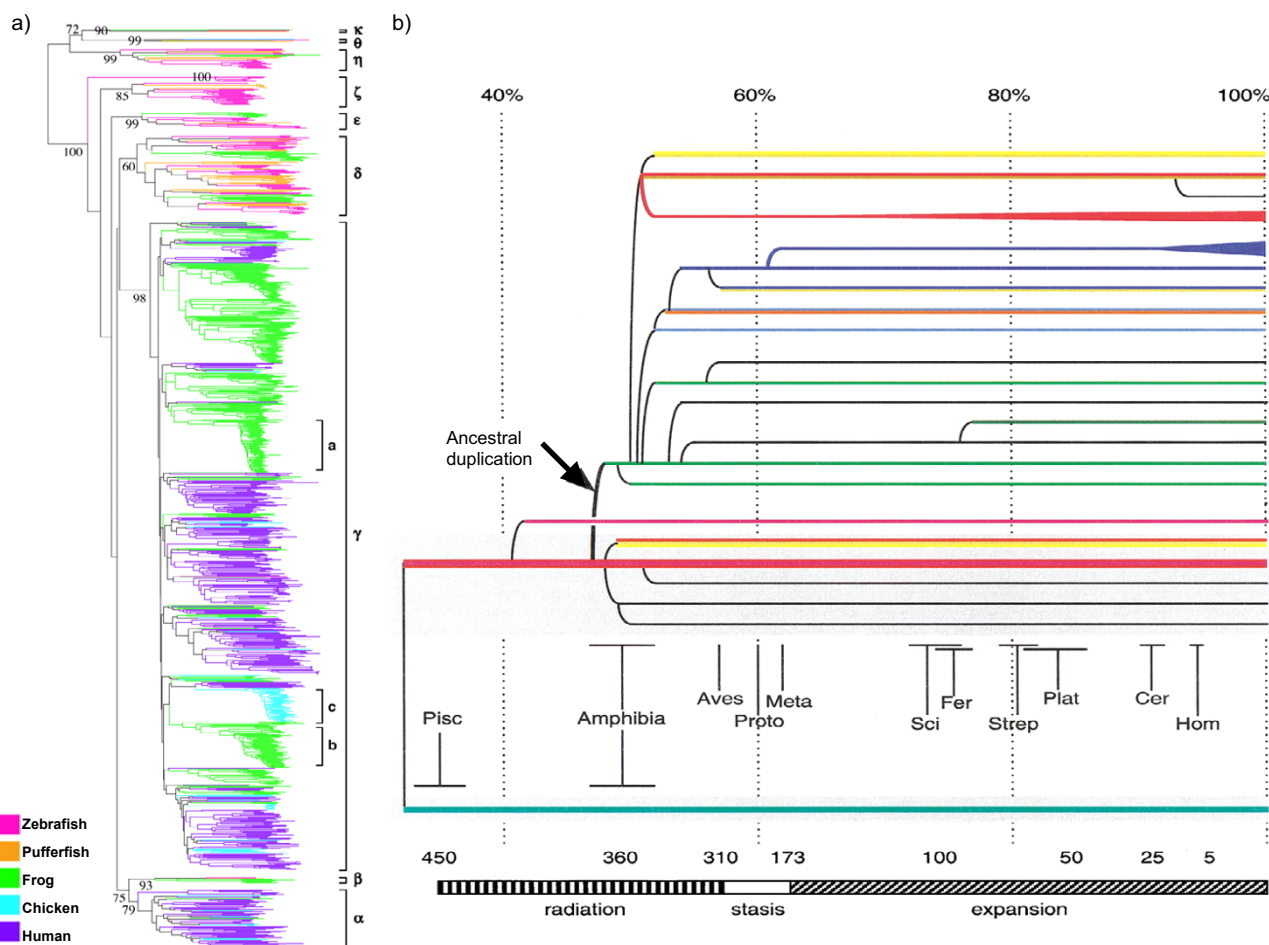 a)
72
90
κ
99
θ
99
η
100
85
ζ
99
ε
100
60
δ
98
a
γ
c
b
93
β
75
79
α
Zebrafish
Pufferfish
Frog
Chicken
Human
b)
40% 60% 80% 100%
Ancestral
duplication
Pisc
Amphibia
Aves
Proto
Meta
Sci
Fer
Strep
Plat
Cer
Hom
450 360 310 173 100 50 25 5
radiation stasis expansion